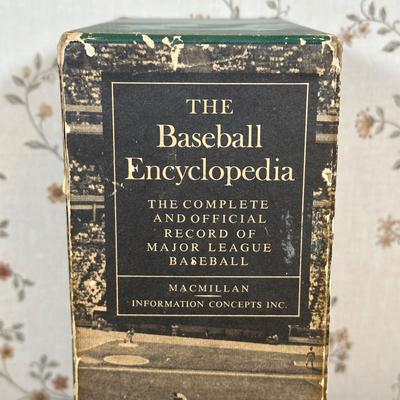 THE
Baseball
Encyclopedia
THE COMPLETE
AND OFFICIAL
RECORD OF
MAJOR LEAGUE
BASEBALL
MACMILLAN
INFORMATION CONCEPTS INC.